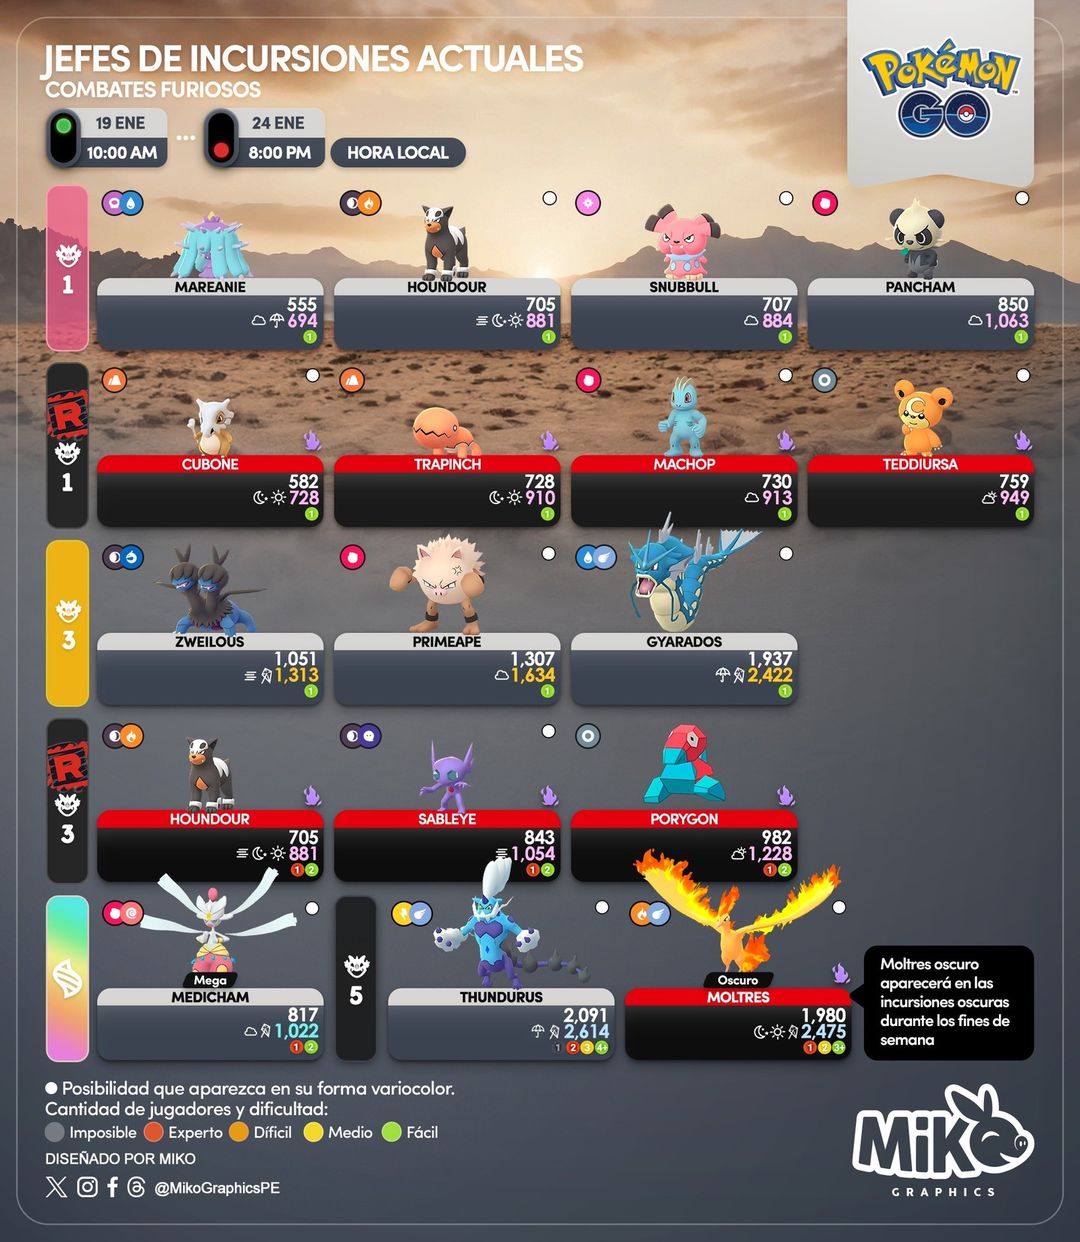 JEFES DE INCURSIONES ACTUALES
COMBATES FURIOSOS
POKéMON
GO
19 ENE
10:00 AM
...
24 ENE
8:00 PM
HORA LOCAL
1
MAREANIE
555
694
1
HOUNDOUR
705
881
1
SNUBBULL
707
884
1
PANCHAM
850
1,063
1
R
1
CUBONE
582
728
1
TRAPINCH
728
910
1
MACHOP
730
913
1
TEDDIURSA
759
949
1
3
ZWEILOUS
1,051
1,313
1
PRIMEAPE
1,307
1,634
1
GYARADOS
1,937
2,422
1
R
3
HOUNDOUR
705
881
1 2
SABLEYE
843
1,054
1 2
PORYGON
982
1,228
1 2
Mega
MEDICHAM
817
1,022
1 2
5
THUNDURUS
2,091
2,614
1 2 3 4+
Oscuro
MOLTRES
1,980
2,475
1 2 3+
Moltres oscuro
aparecerá en las
incursiones oscuras
durante los fines de
semana
Posibilidad que aparezca en su forma variocolor.
Cantidad de jugadores y dificultad:
Imposible Experto Díficil Medio Fácil
DISEÑADO POR MIKO
@MikoGraphicsPE
MiKO
GRAPHICS